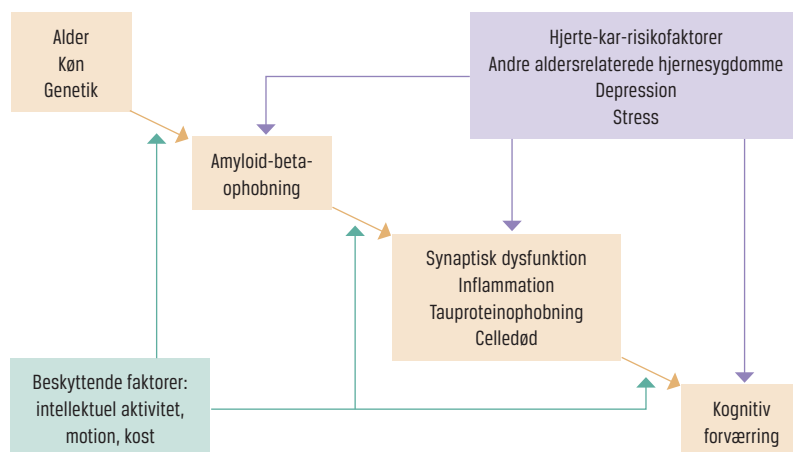 Alder
Køn
Genetik
Hjerte-kar-risikofaktorer
Andre aldersrelaterede hjernesygdomme
Depression
Stress
Amyloid-beta-
ophobning
Synaptisk dysfunktion
Inflammation
Tauproteinophobning
Celledød
Beskyttende faktorer:
intellektuel aktivitet,
motion, kost
Kognitiv
forværring